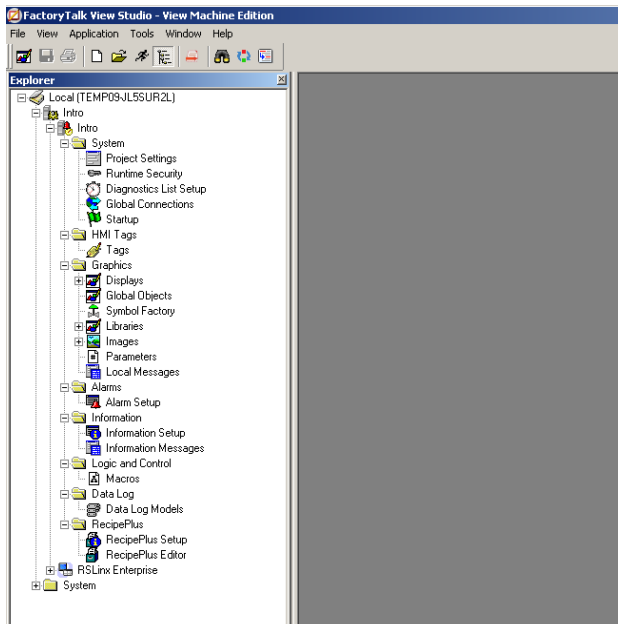 FactoryTalk View Studio - View Machine Edition
File View Application Tools Window Help
Explorer
Local (TEMP09-JL5SUR2L)
Intro
Intro
System
Project Settings
Runtime Security
Diagnostics List Setup
Global Connections
Startup
HMI Tags
Tags
Graphics
Displays
Global Objects
Symbol Factory
Libraries
Images
Parameters
Local Messages
Alarms
Alarm Setup
Information
Information Setup
Information Messages
Logic and Control
Macros
Data Log
Data Log Models
RecipePlus
RecipePlus Setup
RecipePlus Editor
RSLinx Enterprise
System